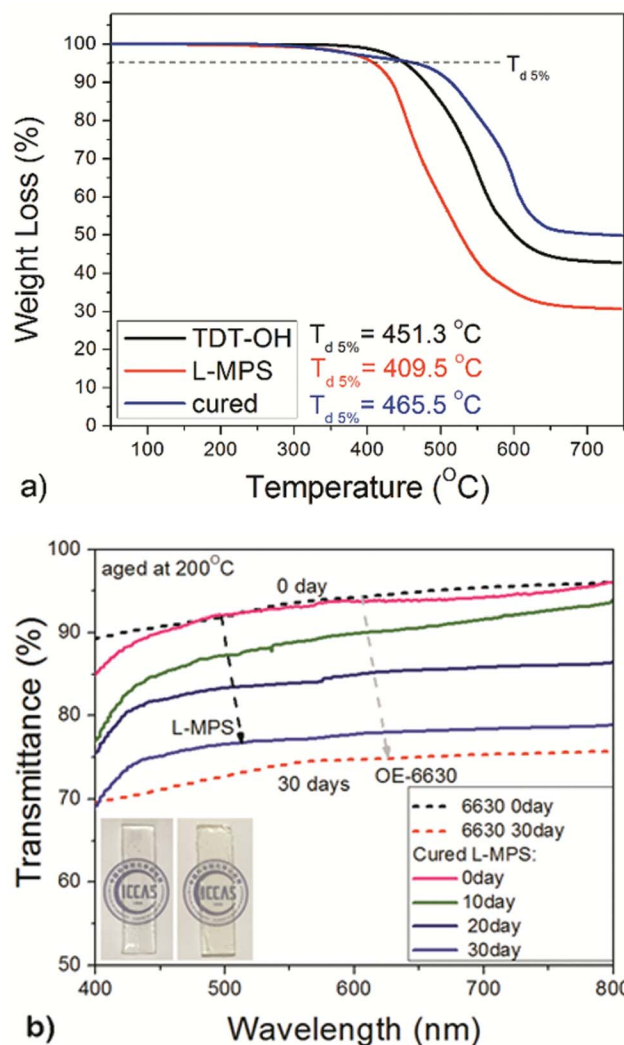 100
90
80
70
60
50
40
30
20
10
0
Weight Loss (%)
T d 5%
TDT-OH
L-MPS
cured
T d 5% = 451.3 °C
T d 5% = 409.5 °C
T d 5% = 465.5 °C
100 200 300 400 500 600 700
Temperature (°C)
a)
100
90
80
70
60
50
Transmittance (%)
aged at 200°C
0 day
L-MPS
OE-6630
30 days
6630 0day
6630 30day
Cured L-MPS:
0day
10day
20day
30day
ICCAS
ICCAS
400 500 600 700 800
Wavelength (nm)
b)